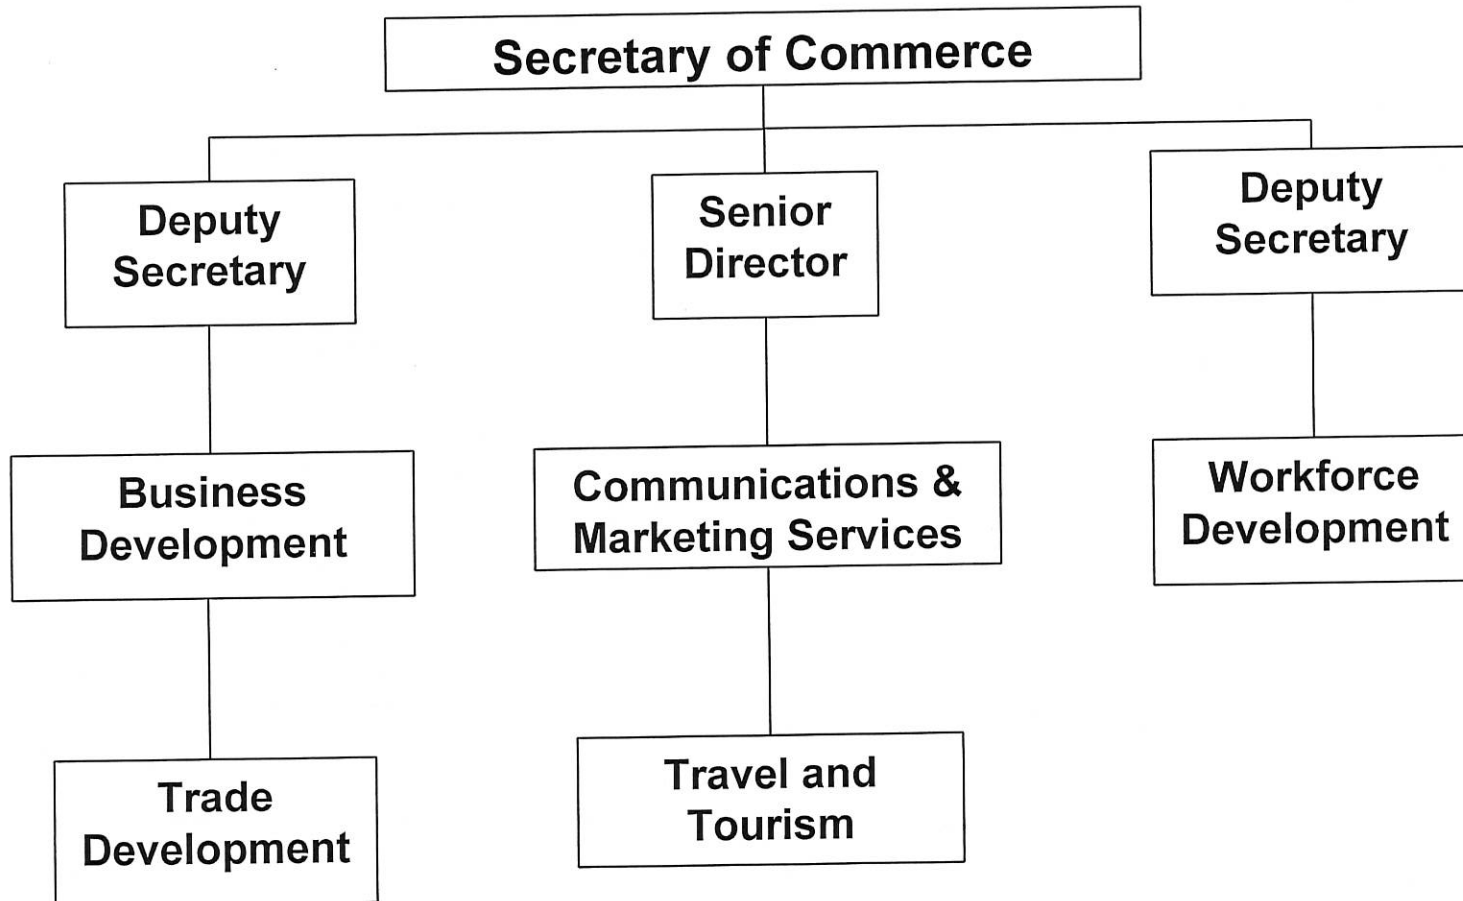 Secretary of Commerce
Deputy
Secretary
Senior
Director
Deputy
Secretary
Business
Development
Communications &
Marketing Services
Workforce
Development
Trade
Development
Travel and
Tourism